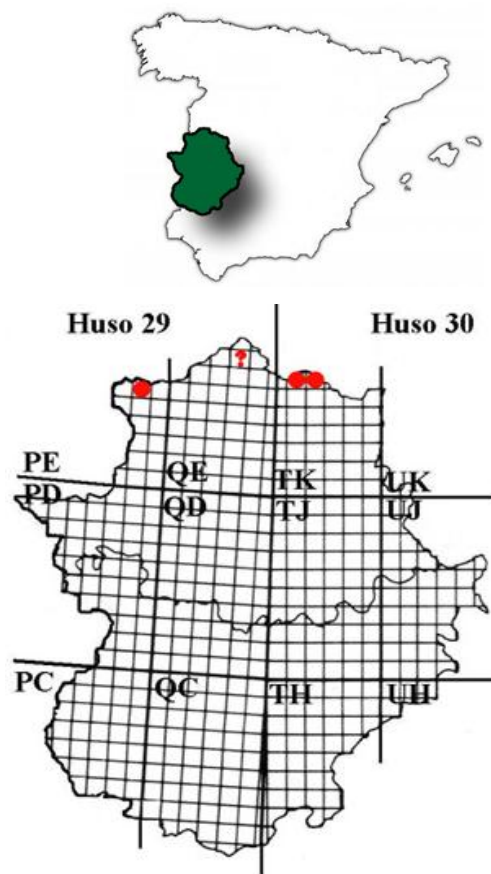 Huso 29 Huso 30
?
PE QE TK UK
PD QD TJ UJ
PC QC TH UH